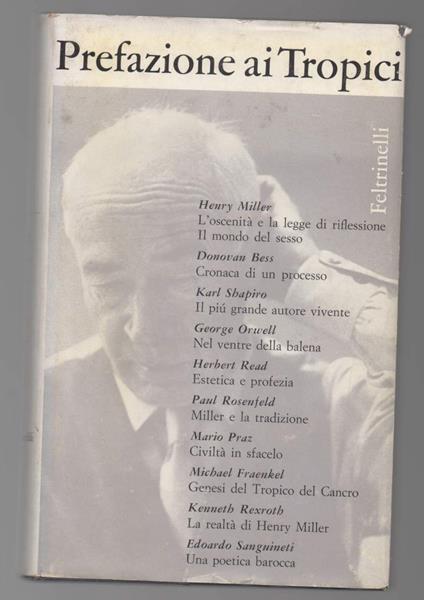 Prefazione ai Tropici
Feltrinelli
Henry Miller
L'oscenità e la legge di riflessione
Il mondo del sesso
Donovan Bess
Cronaca di un processo
Karl Shapiro
Il piú grande autore vivente
George Orwell
Nel ventre della balena
Herbert Read
Estetica e profezia
Paul Rosenfeld
Miller e la tradizione
Mario Praz
Civiltà in sfacelo
Michael Fraenkel
Genesi del Tropico del Cancro
Kenneth Rexroth
La realtà di Henry Miller
Edoardo Sanguineti
Una poetica barocca